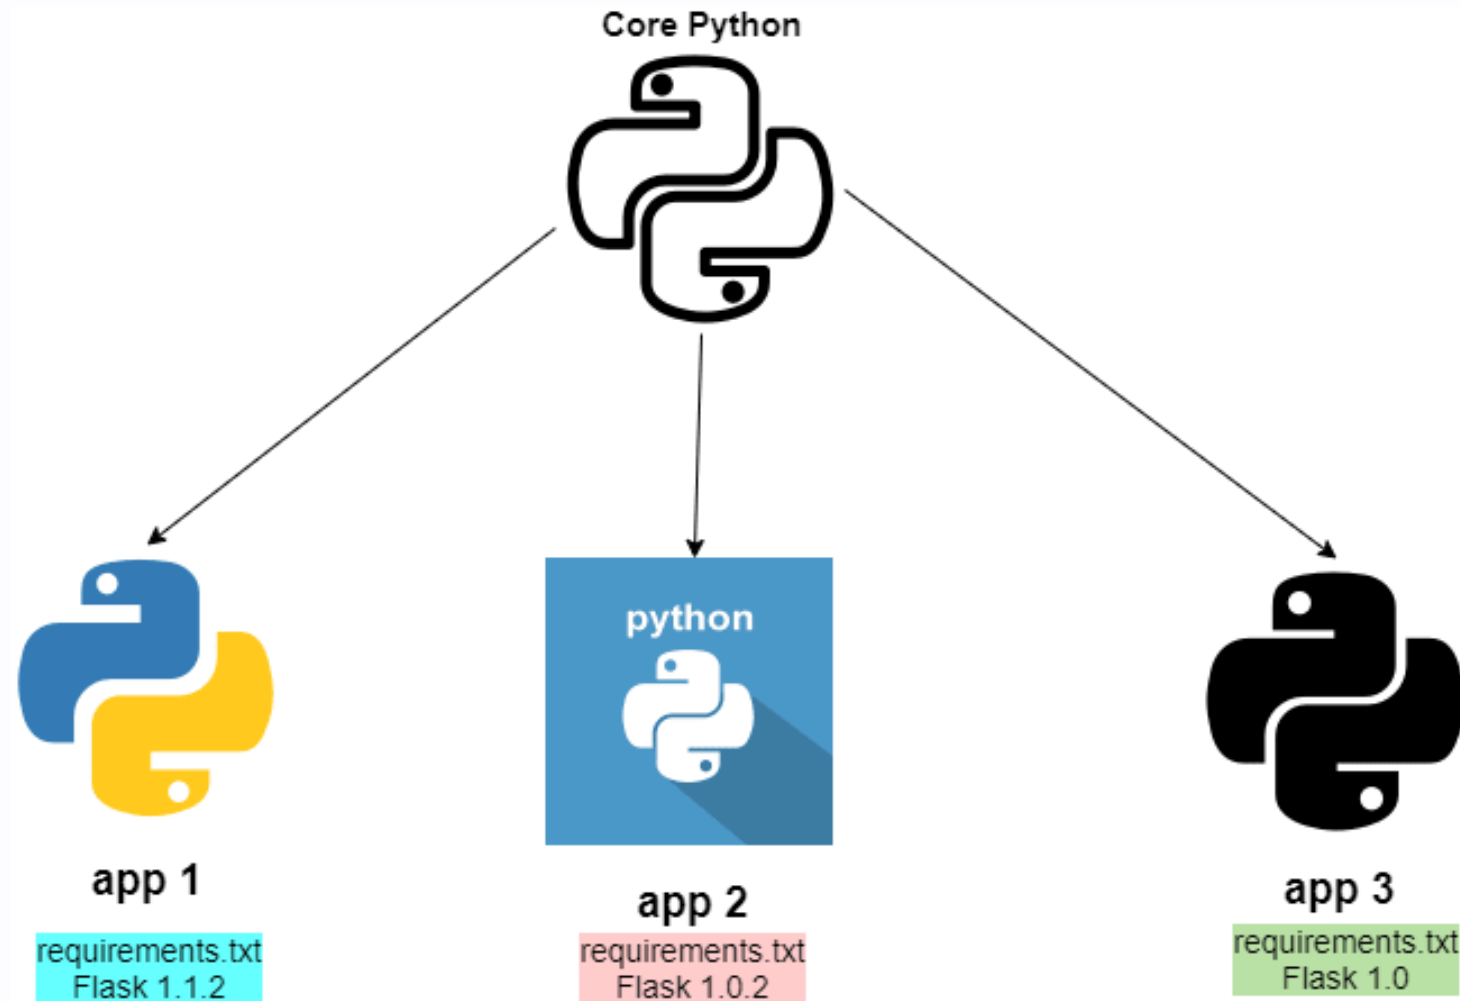 Core Python
python
app 1
requirements.txt
Flask 1.1.2
app 2
requirements.txt
Flask 1.0.2
app 3
requirements.txt
Flask 1.0